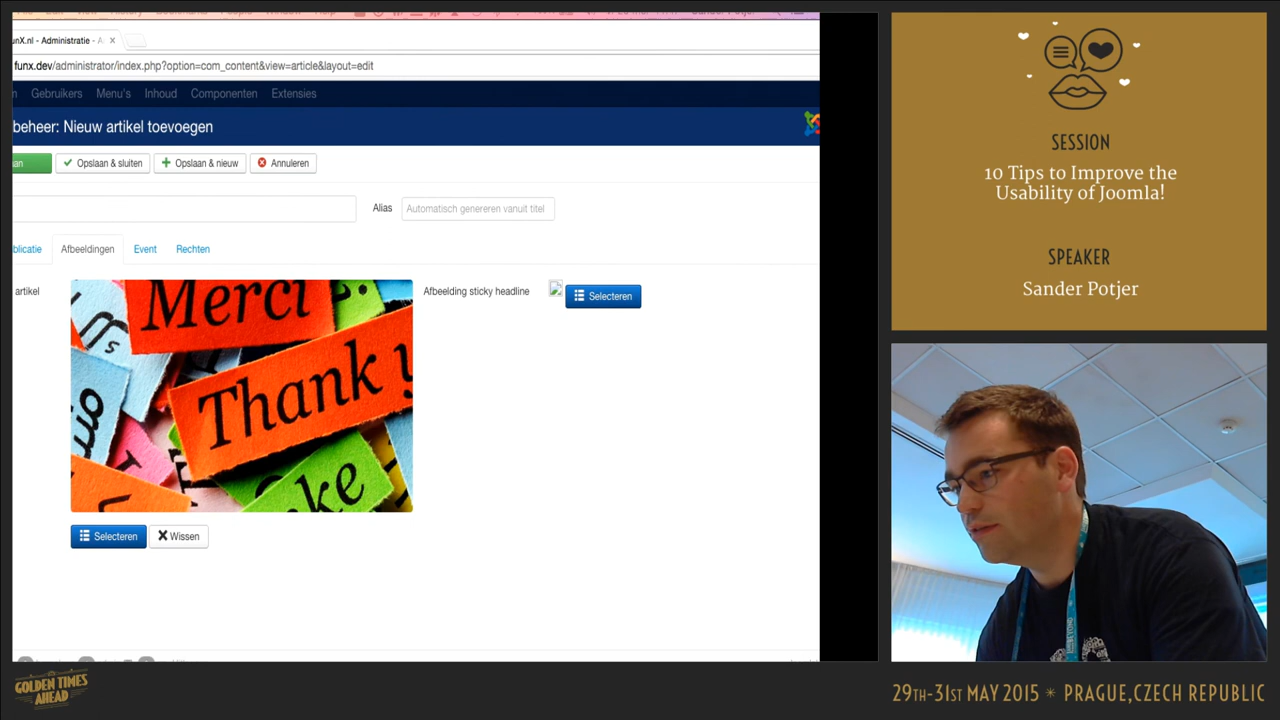 unX.nl - Administratie - A
funx.dev/administrator/index.php?option=com_content&view=article&layout=edit
Gebruikers Menu's Inhoud Componenten Extensies
beheer: Nieuw artikel toevoegen
Opslaan & sluiten Opslaan & nieuw Annuleren
Alias Automatisch genereren vanuit titel
blicatie Afbeeldingen Event Rechten
artikel
Afbeelding sticky headline Selecteren
Merci
Thank y
ke
Selecteren Wissen
SESSION
10 Tips to Improve the
Usability of Joomla!
SPEAKER
Sander Potjer
GOLDEN TIMES
AHEAD
29TH-31ST MAY 2015 * PRAGUE, CZECH REPUBLIC